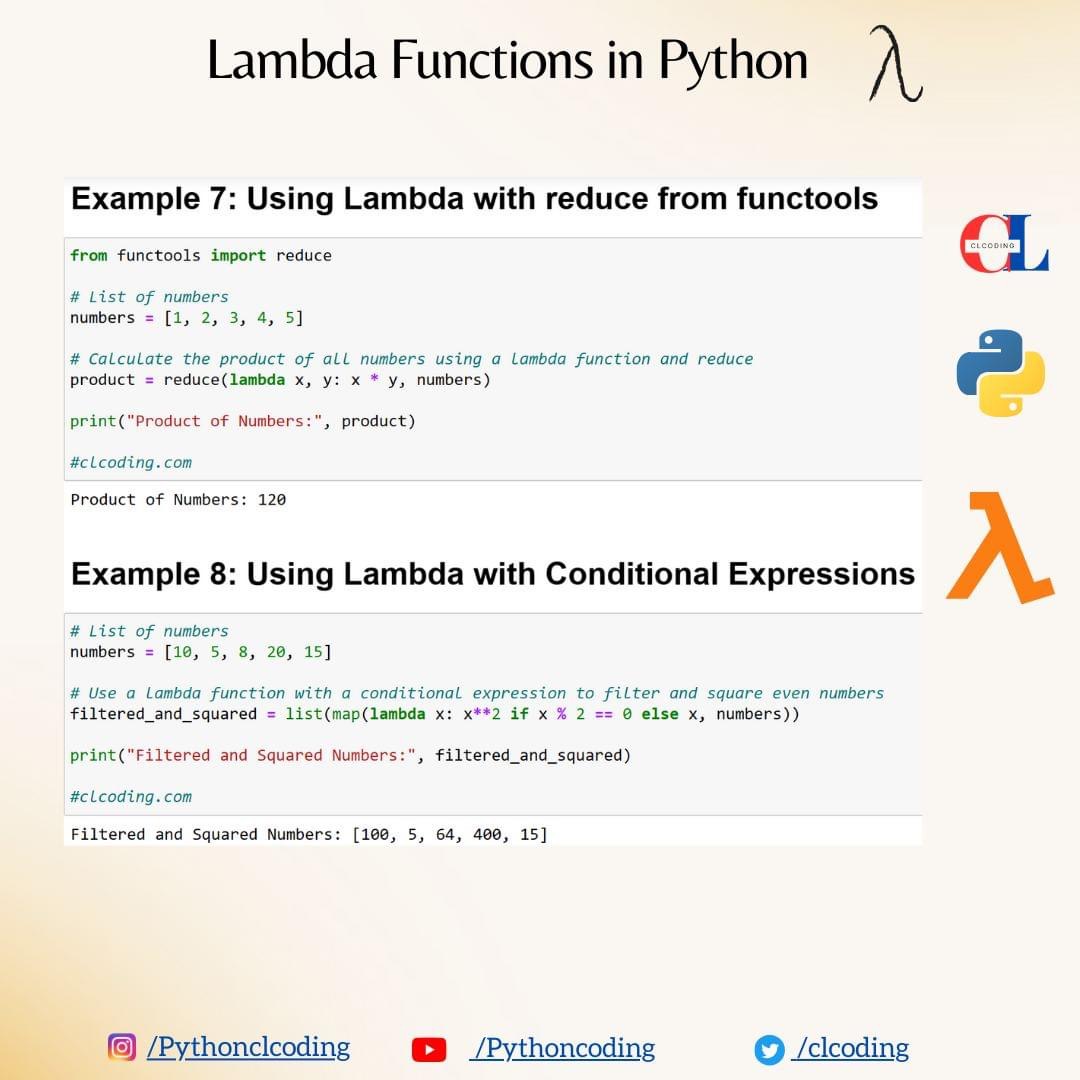 Lambda Functions in Python λ
Example 7: Using Lambda with reduce from functools
from functools import reduce
# List of numbers
numbers = [1, 2, 3, 4, 5]
# Calculate the product of all numbers using a lambda function and reduce
product = reduce(lambda x, y: x * y, numbers)
print("Product of Numbers:", product)
#clcoding.com
Product of Numbers: 120
Example 8: Using Lambda with Conditional Expressions
# List of numbers
numbers = [10, 5, 8, 20, 15]
# Use a lambda function with a conditional expression to filter and square even numbers
filtered_and_squared = list(map(lambda x: x**2 if x % 2 == 0 else x, numbers))
print("Filtered and Squared Numbers:", filtered_and_squared)
#clcoding.com
Filtered and Squared Numbers: [100, 5, 64, 400, 15]
CL
CLCODING
λ
/Pythonclcoding
/Pythoncoding
/clcoding